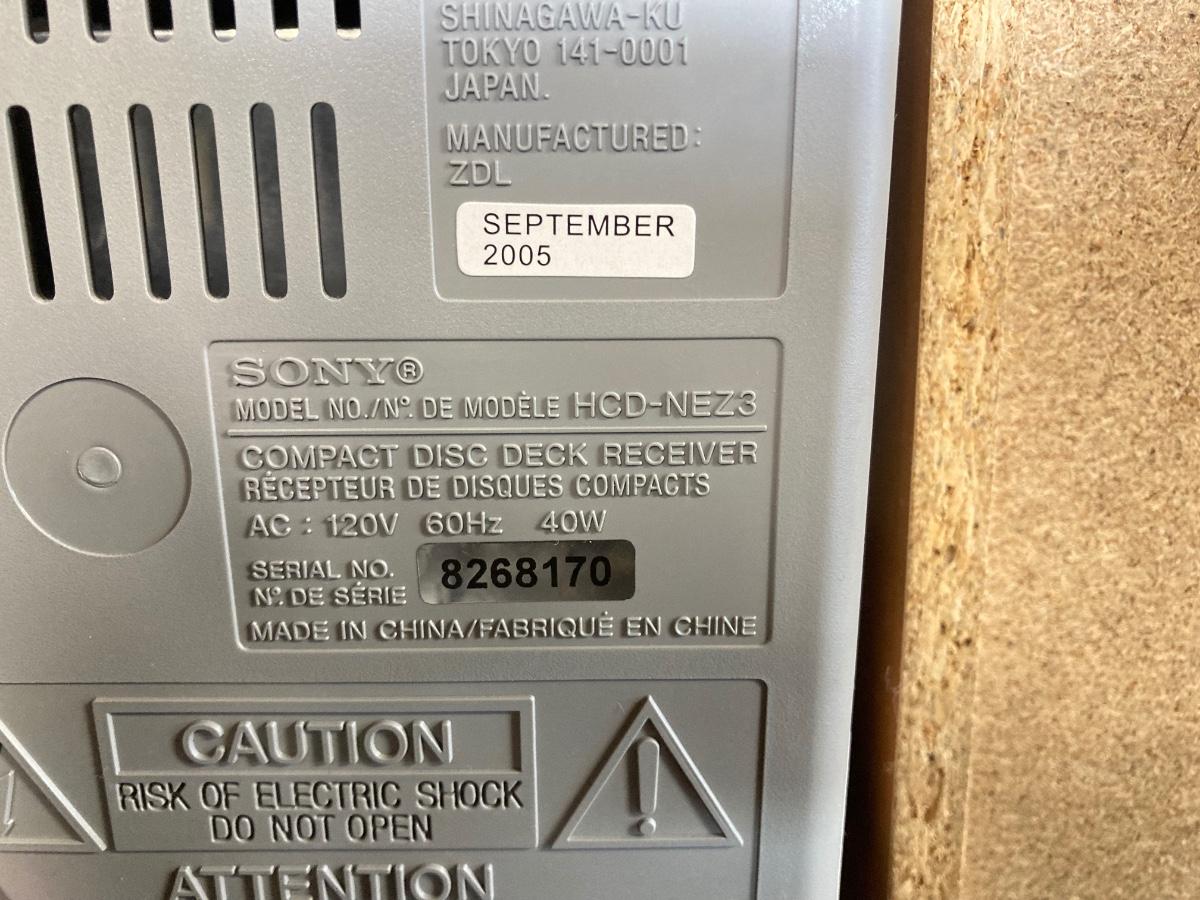 SHINAGAWA-KU
TOKYO 141-0001
JAPAN.
MANUFACTURED:
ZDL
SEPTEMBER
2005
SONY®
MODEL NO./Nº. DE MODÈLE HCD-NEZ3
COMPACT DISC DECK RECEIVER
RÉCEPTEUR DE DISQUES COMPACTS
AC : 120V 60Hz 40W
SERIAL NO. 8268170
Nº. DE SÉRIE
MADE IN CHINA/FABRIQUÉ EN CHINE
CAUTION
RISK OF ELECTRIC SHOCK
DO NOT OPEN
ATTENTION